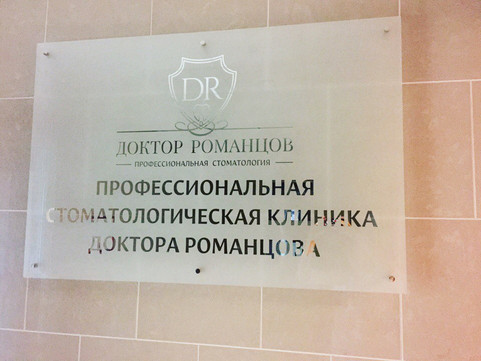 DR
ДОКТОР РОМАНЦОВ
ПРОФЕССИОНАЛЬНАЯ СТОМАТОЛОГИЯ
ПРОФЕССИОНАЛЬНАЯ
СТОМАТОЛОГИЧЕСКАЯ КЛИНИКА
ДОКТОРА РОМАНЦОВА